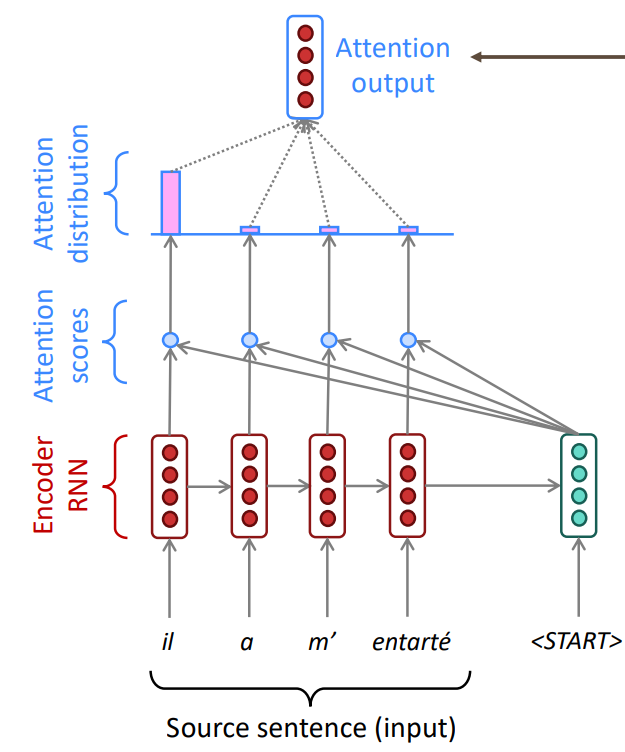 Attention
output
Attention
distribution
Attention
scores
Encoder
RNN
il a m’ entarté <START>
Source sentence (input)